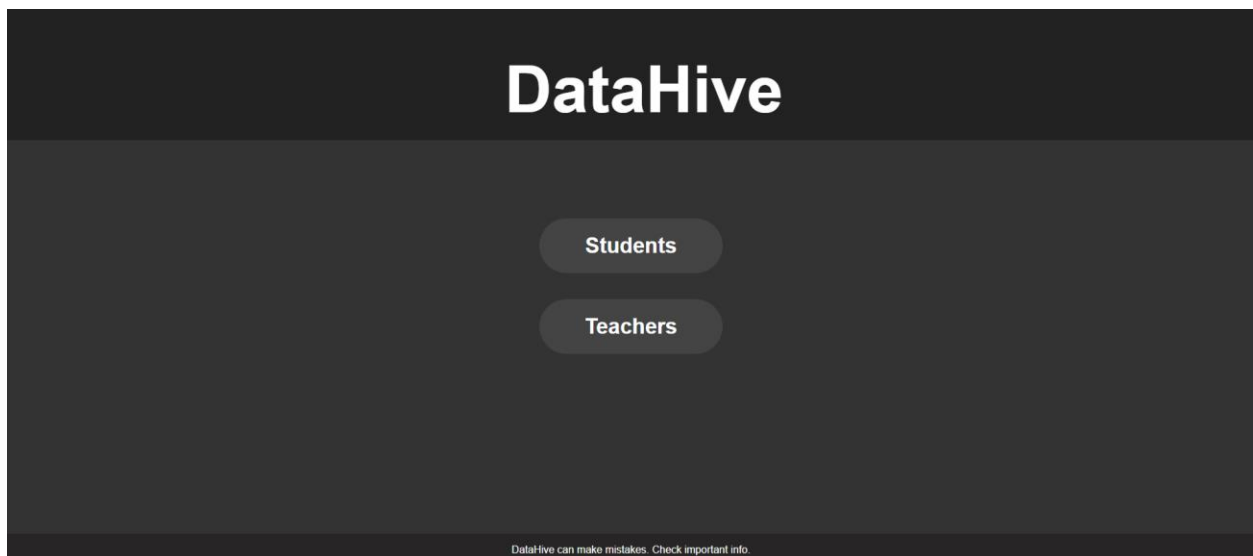 DataHive
Students
Teachers
DataHive can make mistakes. Check important info.